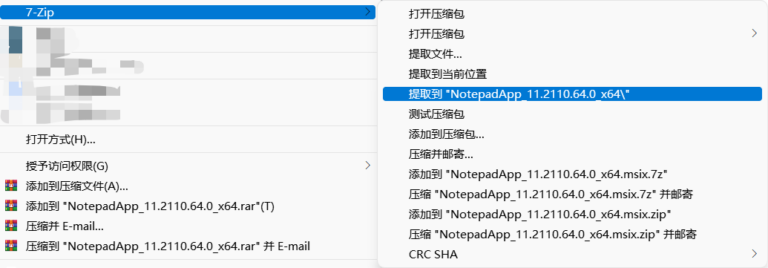 7-Zip
打开方式(H)...
授予访问权限(G)
添加到压缩文件(A)...
添加到 "NotepadApp_11.2110.64.0_x64.rar"(T)
压缩并 E-mail...
压缩到 "NotepadApp_11.2110.64.0_x64.rar" 并 E-mail
打开压缩包
打开压缩包
提取文件...
提取到当前位置
提取到 "NotepadApp_11.2110.64.0_x64\"
测试压缩包
添加到压缩包...
压缩并邮寄...
添加到 "NotepadApp_11.2110.64.0_x64.msix.7z"
压缩 "NotepadApp_11.2110.64.0_x64.msix.7z" 并邮寄
添加到 "NotepadApp_11.2110.64.0_x64.msix.zip"
压缩 "NotepadApp_11.2110.64.0_x64.msix.zip" 并邮寄
CRC SHA